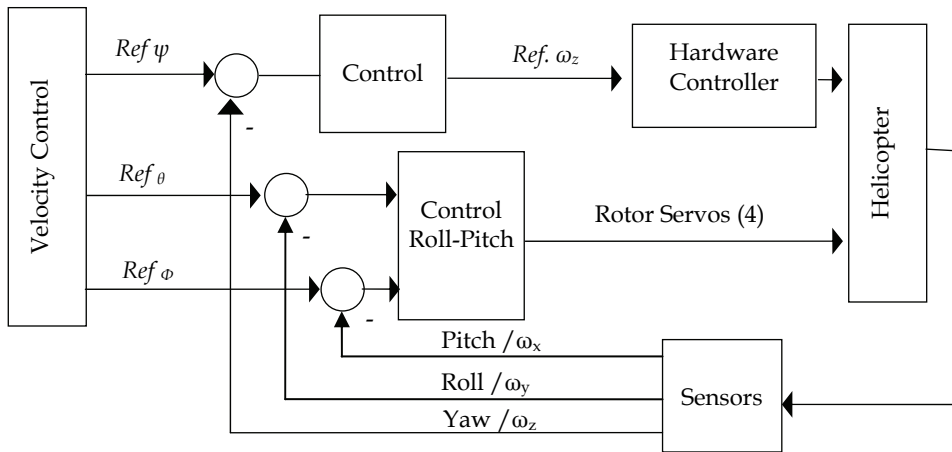 Velocity Control
Ref ψ
-
Control
Ref. ωz
Hardware
Controller
Helicopter
Ref θ
-
Control
Roll-Pitch
Rotor Servos (4)
Ref Φ
-
Pitch /ωx
Roll /ωy
Yaw /ωz
Sensors